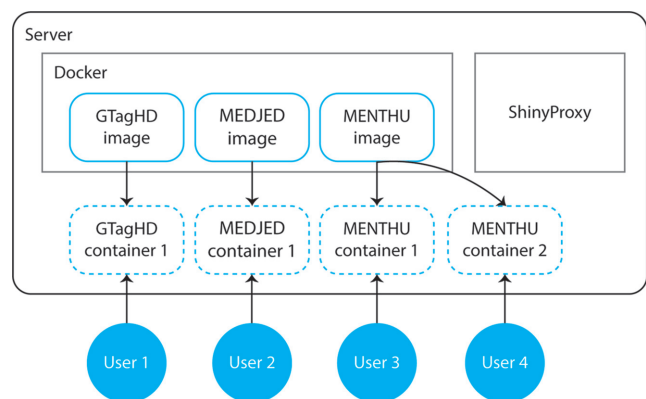 Server
Docker
GTagHD
image
MEDJED
image
MENTHU
image
ShinyProxy
GTagHD
container 1
MEDJED
container 1
MENTHU
container 1
MENTHU
container 2
User 1
User 2
User 3
User 4